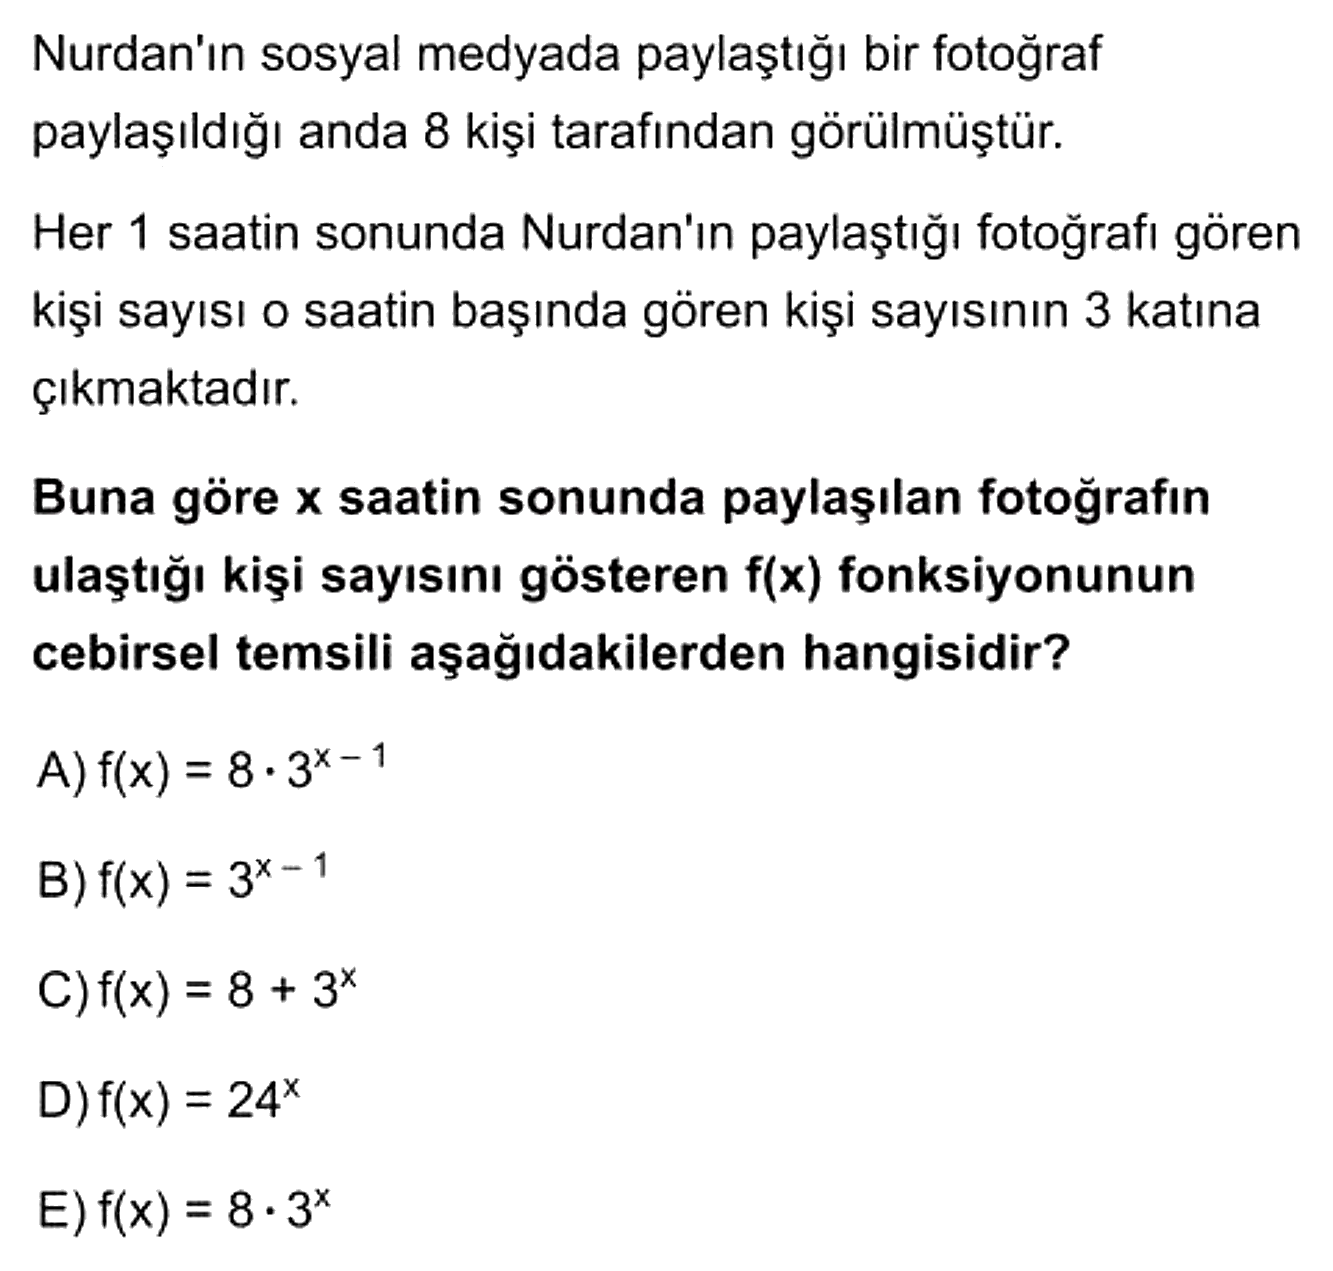 Nurdan'ın sosyal medyada paylaştığı bir fotoğraf
paylaşıldığı anda 8 kişi tarafından görülmüştür.
Her 1 saatin sonunda Nurdan'ın paylaştığı fotoğrafı gören
kişi sayısı o saatin başında gören kişi sayısının 3 katına
çıkmaktadır.
Buna göre x saatin sonunda paylaşılan fotoğrafın
ulaştığı kişi sayısını gösteren f(x) fonksiyonunun
cebirsel temsili aşağıdakilerden hangisidir?
A) f(x) = 8 · 3ˣ⁻¹
B) f(x) = 3ˣ⁻¹
C) f(x) = 8 + 3ˣ
D) f(x) = 24ˣ
E) f(x) = 8 · 3ˣ